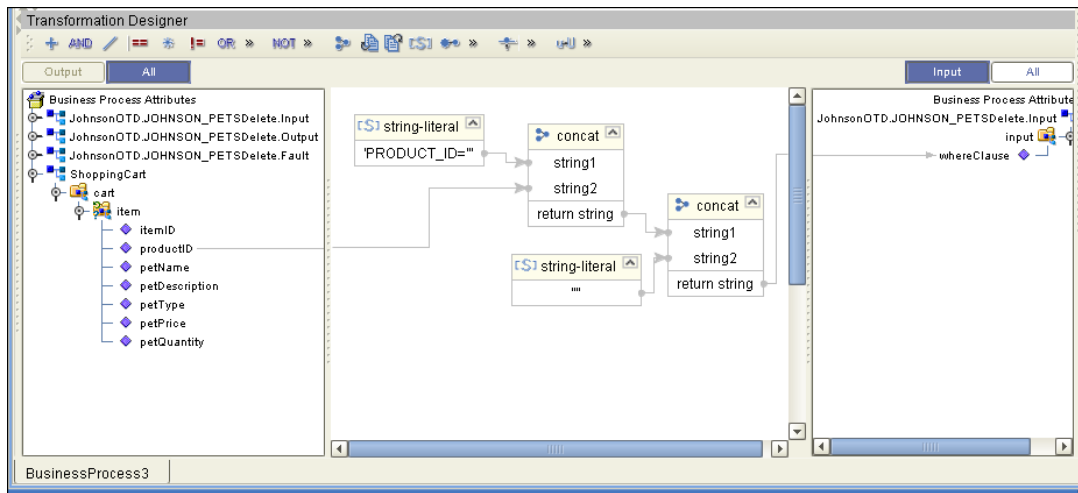 Transformation Designer
AND == != OR » NOT » [S] » » »
Output All Input All
Business Process Attributes
JohnsonOTD.JOHNSON_PETSDelete.Input
JohnsonOTD.JOHNSON_PETSDelete.Output
JohnsonOTD.JOHNSON_PETSDelete.Fault
ShoppingCart
cart
item
itemID
productID
petName
petDescription
petType
petPrice
petQuantity
[S] string-literal
'PRODUCT_ID='"
concat
string1
string2
return string
concat
string1
string2
return string
[S] string-literal
""
Business Process Attribute
JohnsonOTD.JOHNSON_PETSDelete.Input
input
whereClause
BusinessProcess3